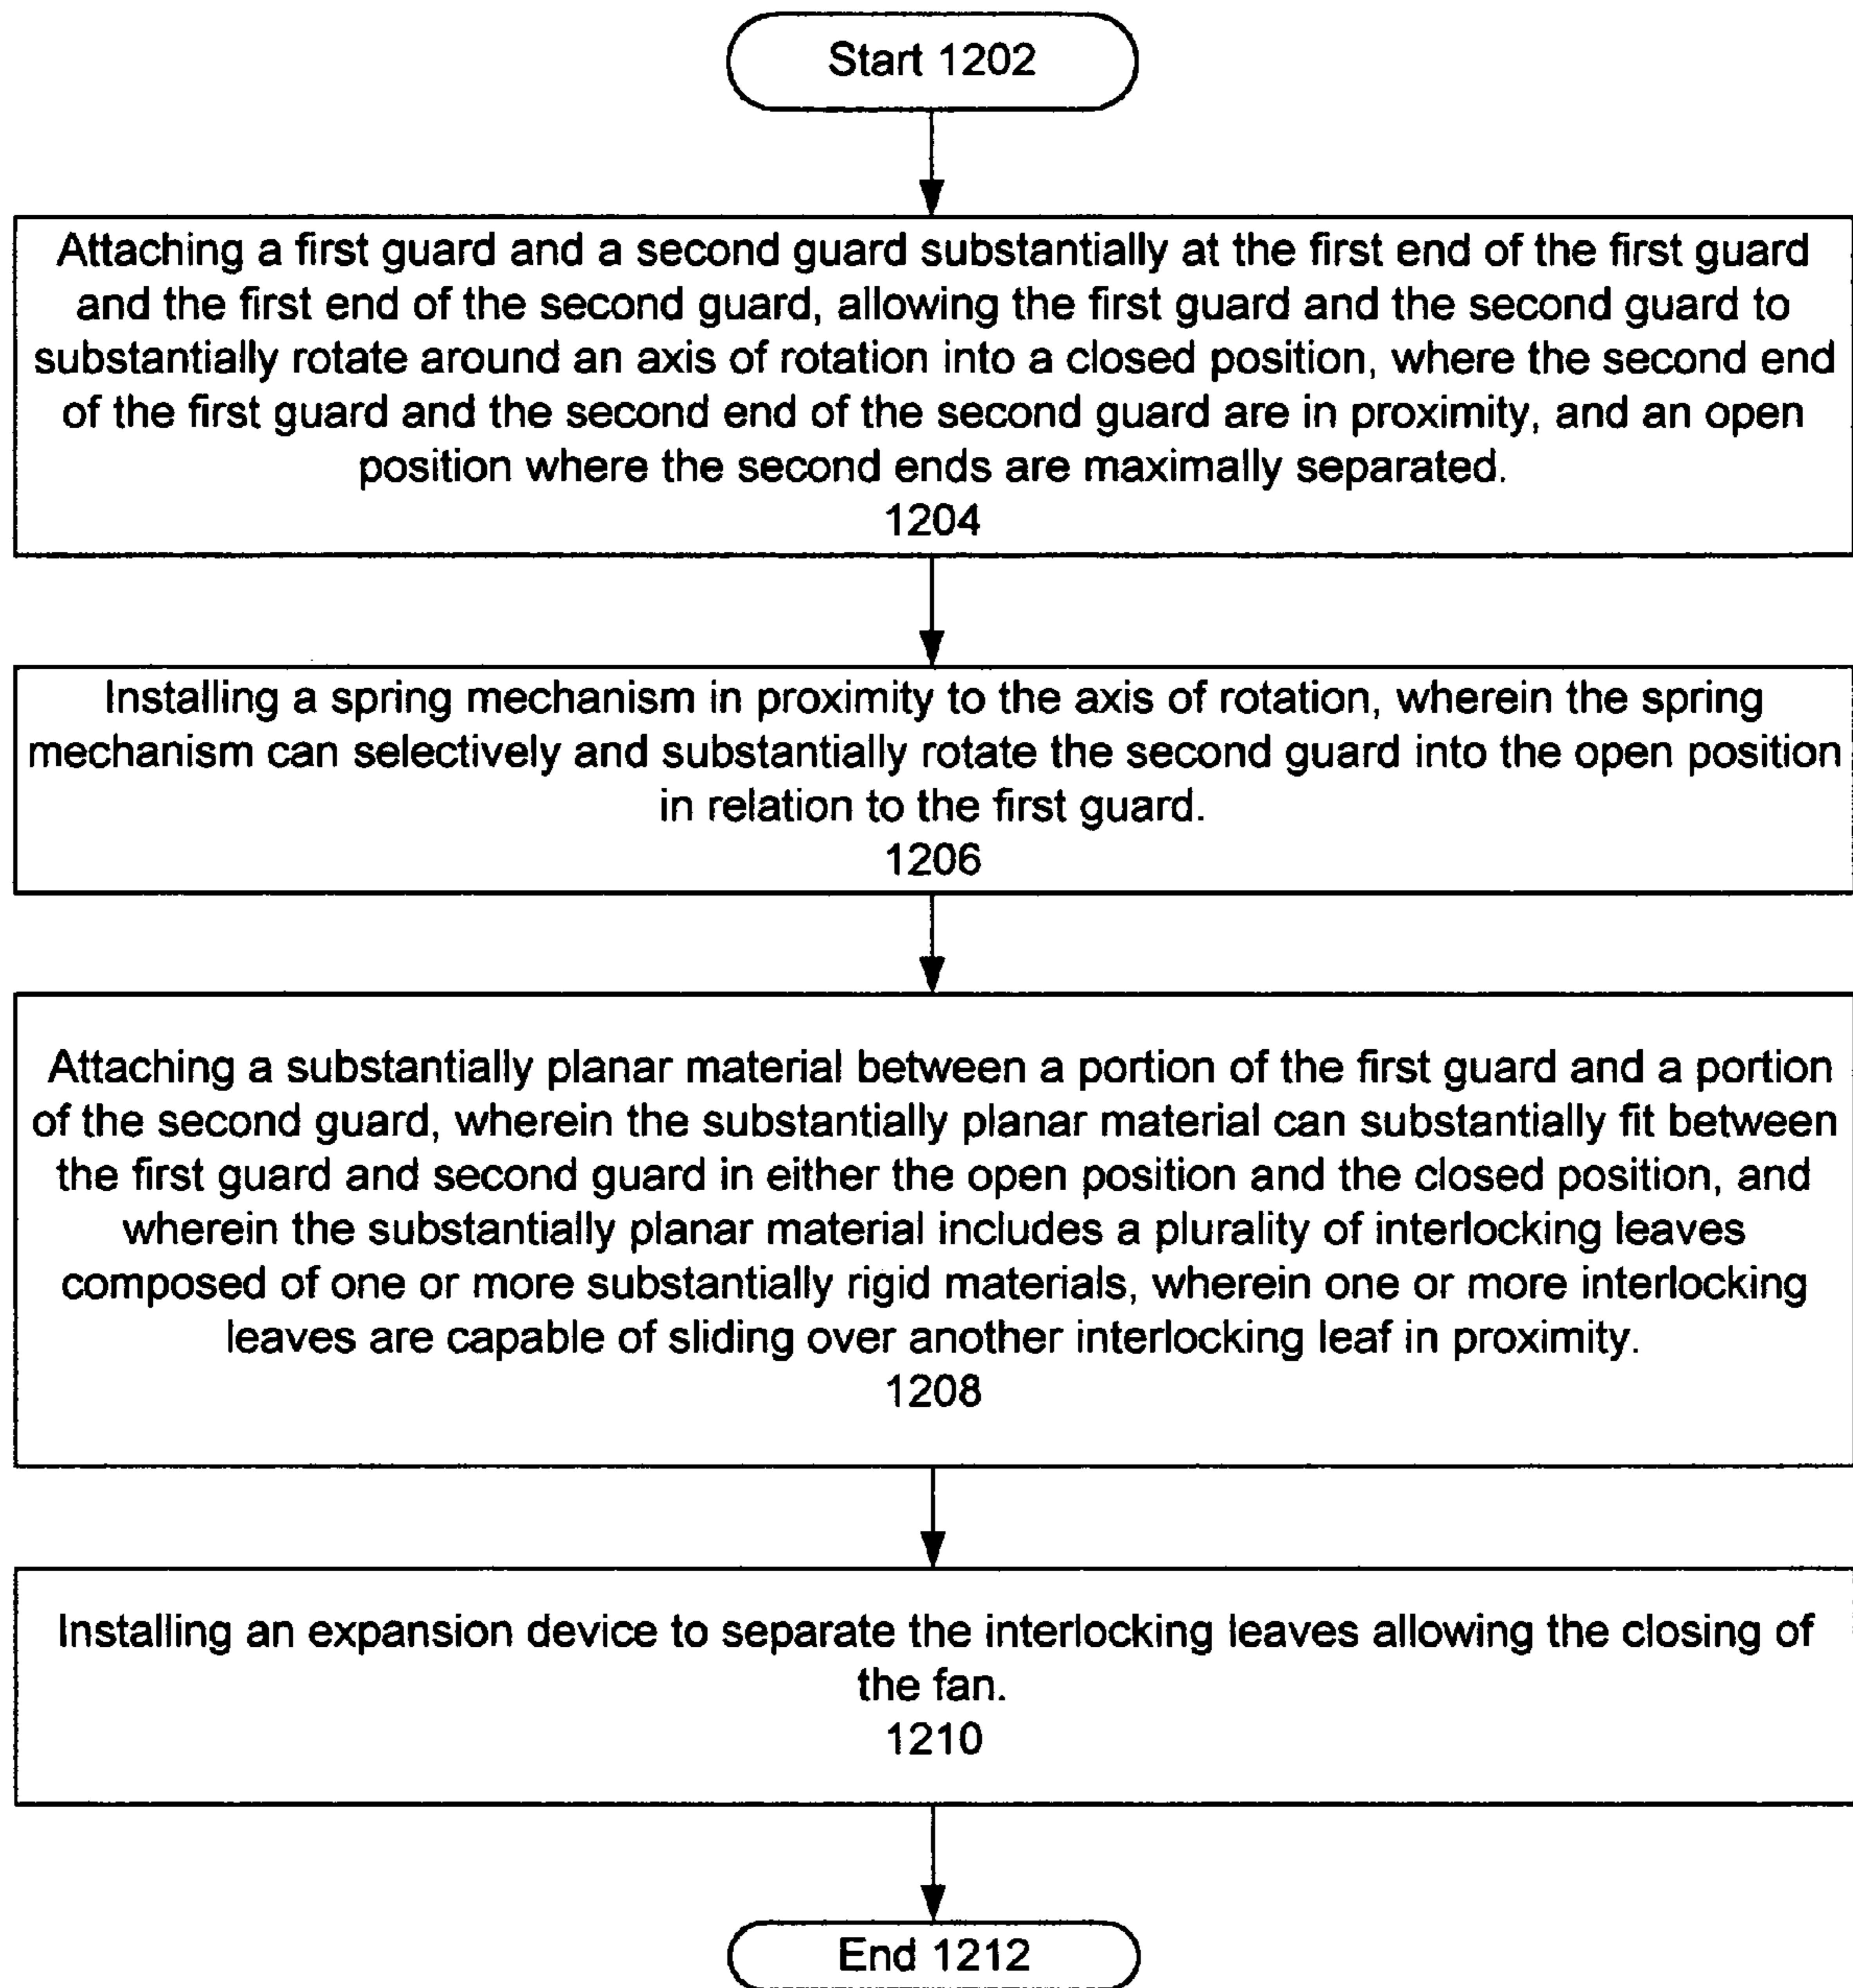 Start 1202
Attaching a first guard and a second guard substantially at the first end of the first guard
and the first end of the second guard, allowing the first guard and the second guard to
substantially rotate around an axis of rotation into a closed position, where the second end
of the first guard and the second end of the second guard are in proximity, and an open
position where the second ends are maximally separated.
1204
Installing a spring mechanism in proximity to the axis of rotation, wherein the spring
mechanism can selectively and substantially rotate the second guard into the open position
in relation to the first guard.
1206
Attaching a substantially planar material between a portion of the first guard and a portion
of the second guard, wherein the substantially planar material can substantially fit between
the first guard and second guard in either the open position and the closed position, and
wherein the substantially planar material includes a plurality of interlocking leaves
composed of one or more substantially rigid materials, wherein one or more interlocking
leaves are capable of sliding over another interlocking leaf in proximity.
1208
Installing an expansion device to separate the interlocking leaves allowing the closing of
the fan.
1210
End 1212